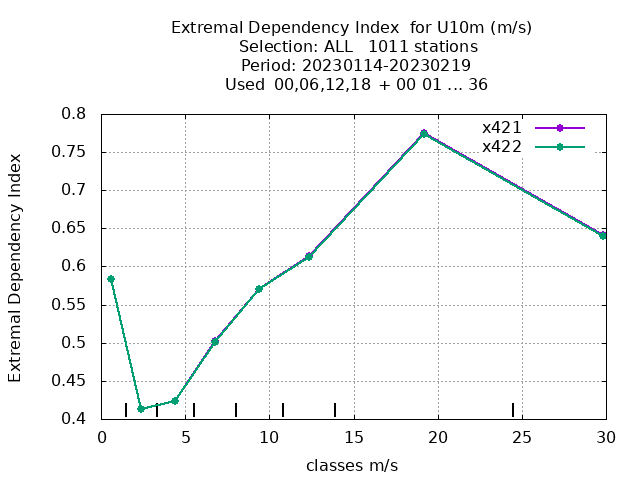 Extremal Dependency Index  for U10m (m/s)
Selection: ALL   1011 stations
Period: 20230114-20230219
Used  00,06,12,18  + 00 01 ... 36
x421
x422
0.8
0.75
0.7
0.65
0.6
0.55
0.5
0.45
0.4
Extremal Dependency Index
0 5 10 15 20 25 30
classes m/s